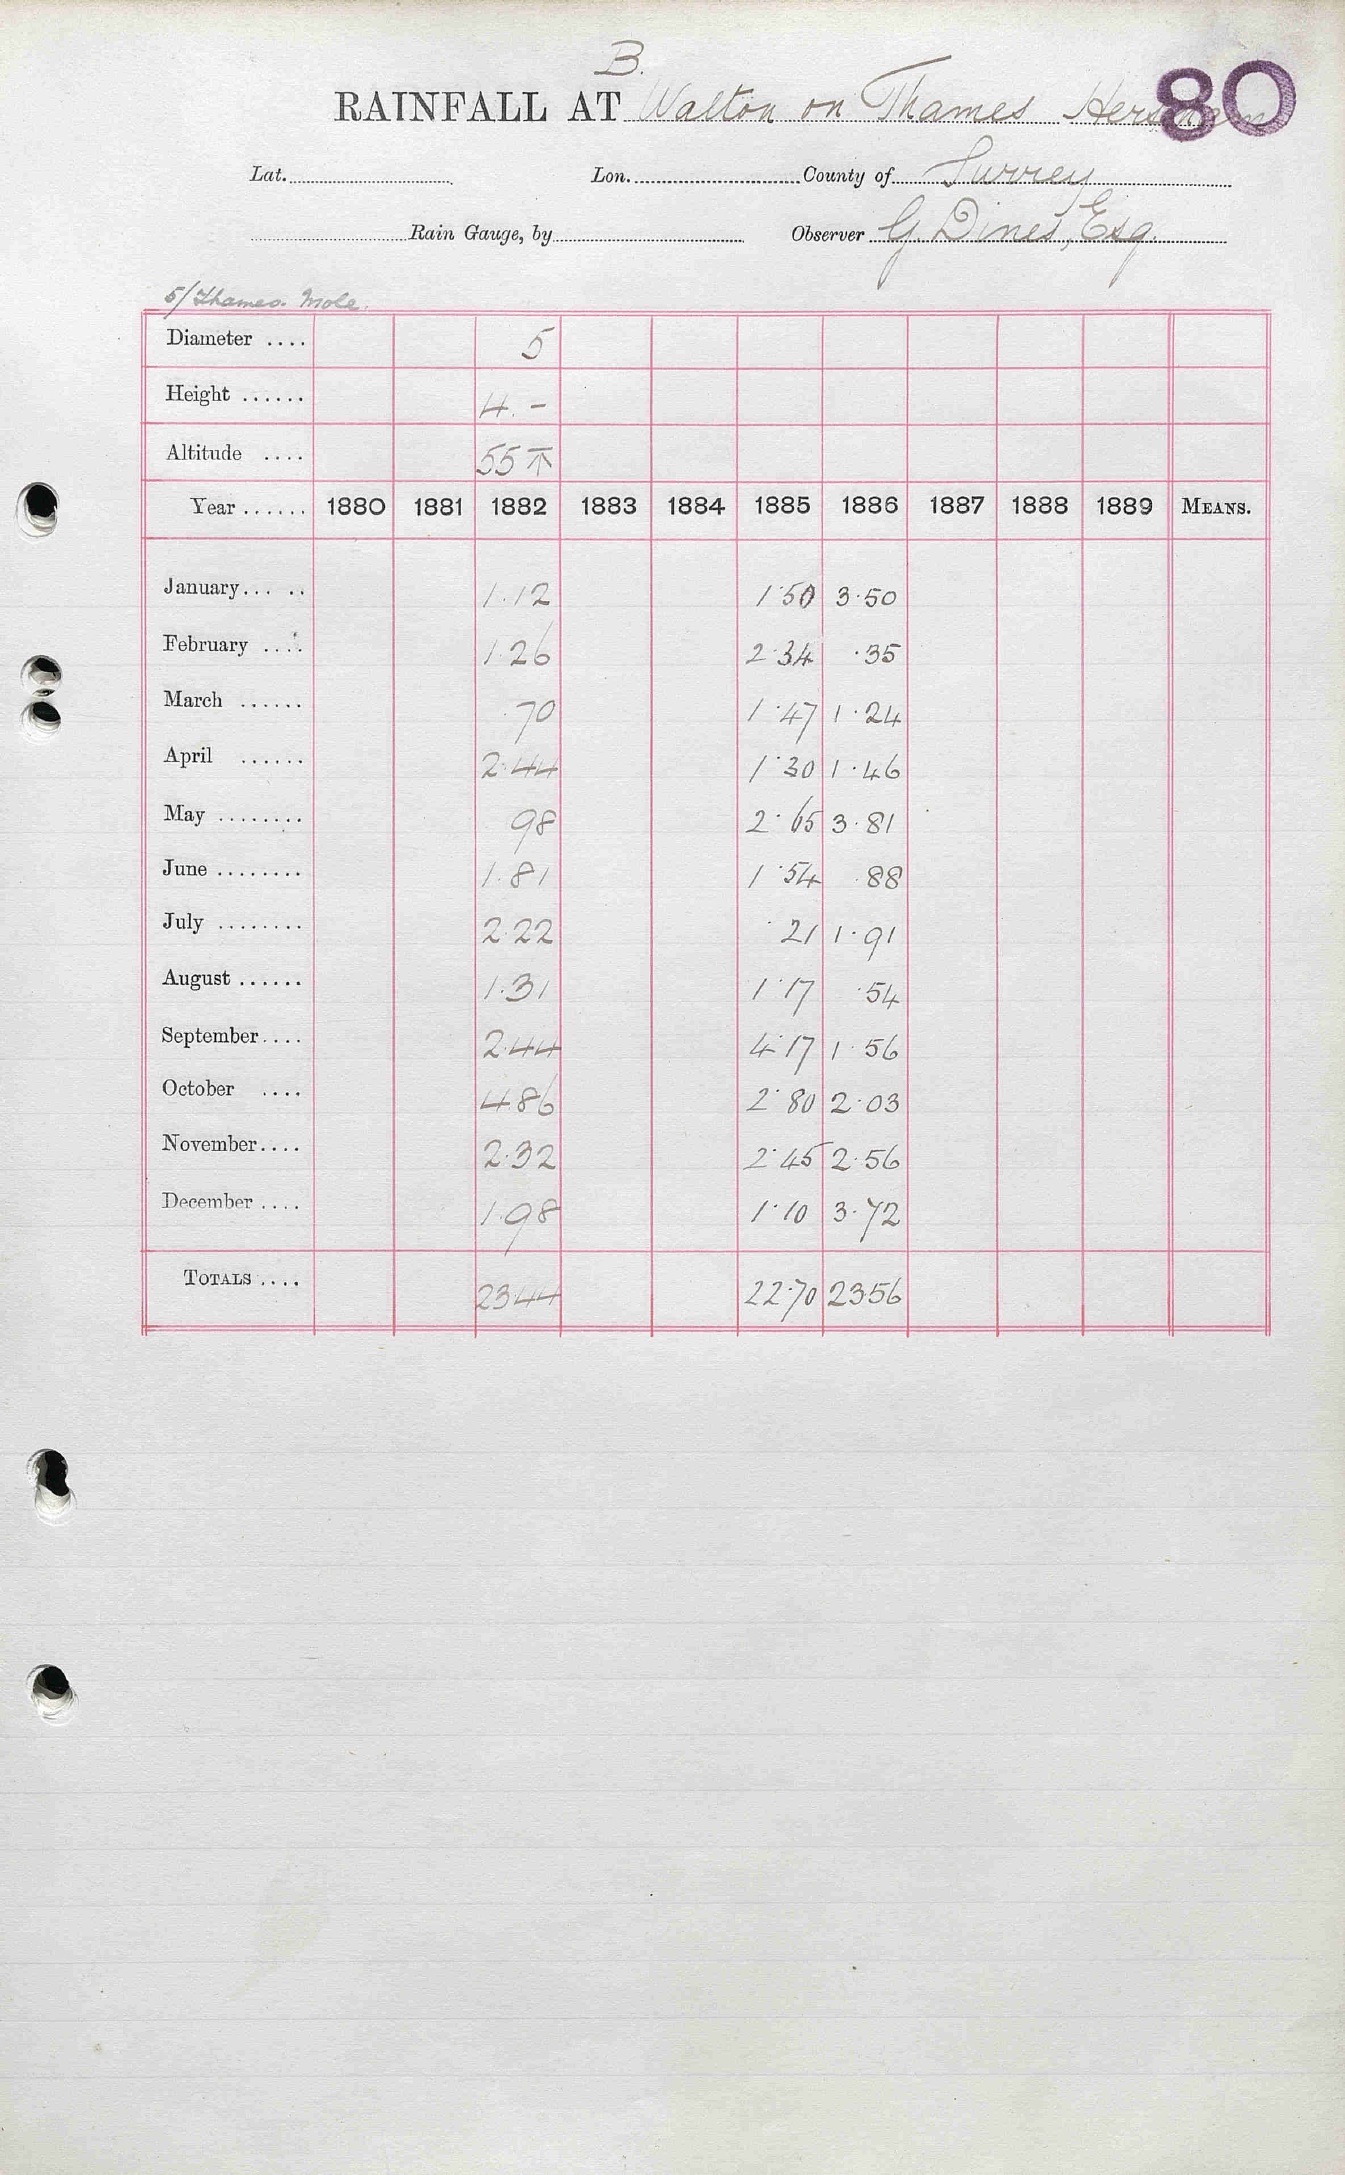 B.
RAINFALL AT Walton on Thames Hersham
80
Lat. Lon. County of Surrey
Rain Gauge, by Observer G. Dines, Esq.
5/ Thames. Mole.
Diameter .... 5
Height ...... 4. -
Altitude .... 55
Year ...... 1880 1881 1882 1883 1884 1885 1886 1887 1888 1889 MEANS.
January... .. 1.12 1.50 3.50
February .... 1.26 2.34 .35
March ...... .70 1.47 1.24
April ...... 2.44 1.30 1.46
May ........ 98 2.65 3.81
June ........ 1.81 1.54 .88
July ........ 2.22 .21 1.91
August ...... 1.31 1.17 .54
September.... 2.44 4.17 1.56
October .... 4.86 2.80 2.03
November.... 2.32 2.45 2.56
December .... 1.98 1.10 3.72
TOTALS .... 23.44 22.70 23.56